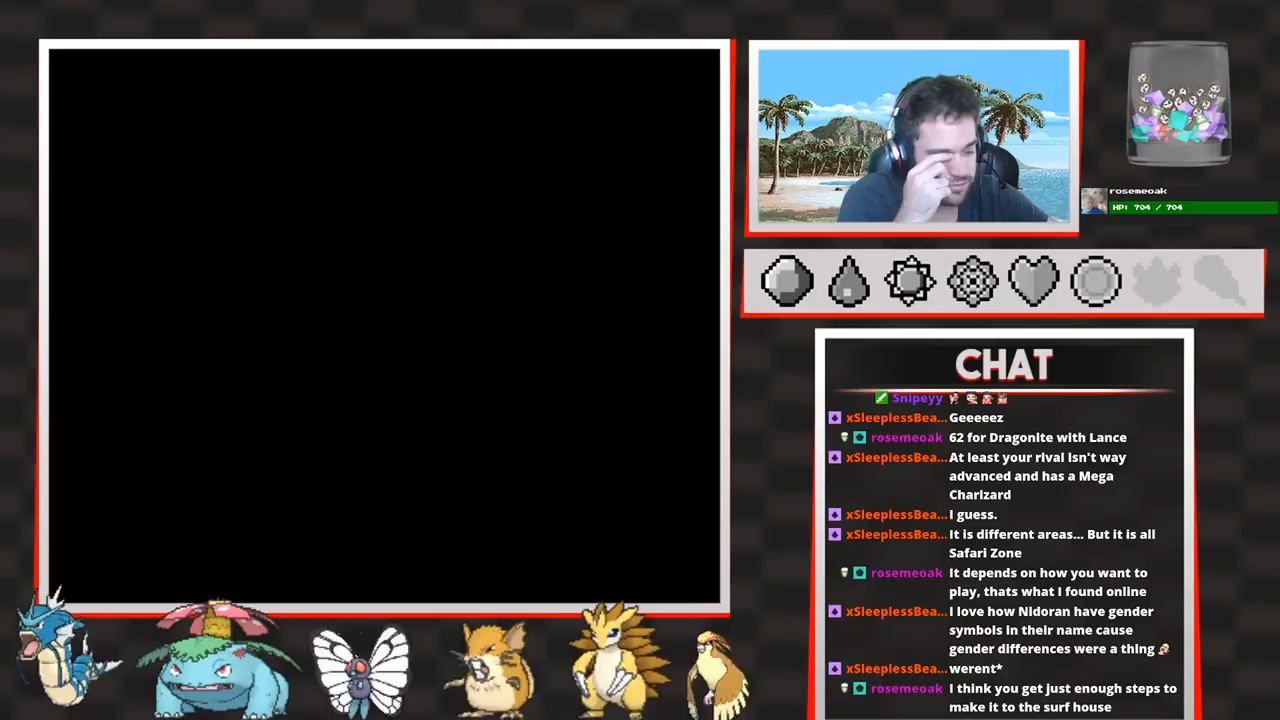 rosemeoak
HP: 704 / 704
CHAT
Snipeyy
xSleeplessBea... Geeeeez
rosemeoak 62 for Dragonite with Lance
xSleeplessBea... At least your rival isn't way
advanced and has a Mega
Charizard
xSleeplessBea... I guess.
xSleeplessBea... It is different areas... But it is all
Safari Zone
rosemeoak It depends on how you want to
play, thats what I found online
xSleeplessBea... I love how Nidoran have gender
symbols in their name cause
gender differences were a thing
xSleeplessBea... werent*
rosemeoak I think you get just enough steps to
make it to the surf house